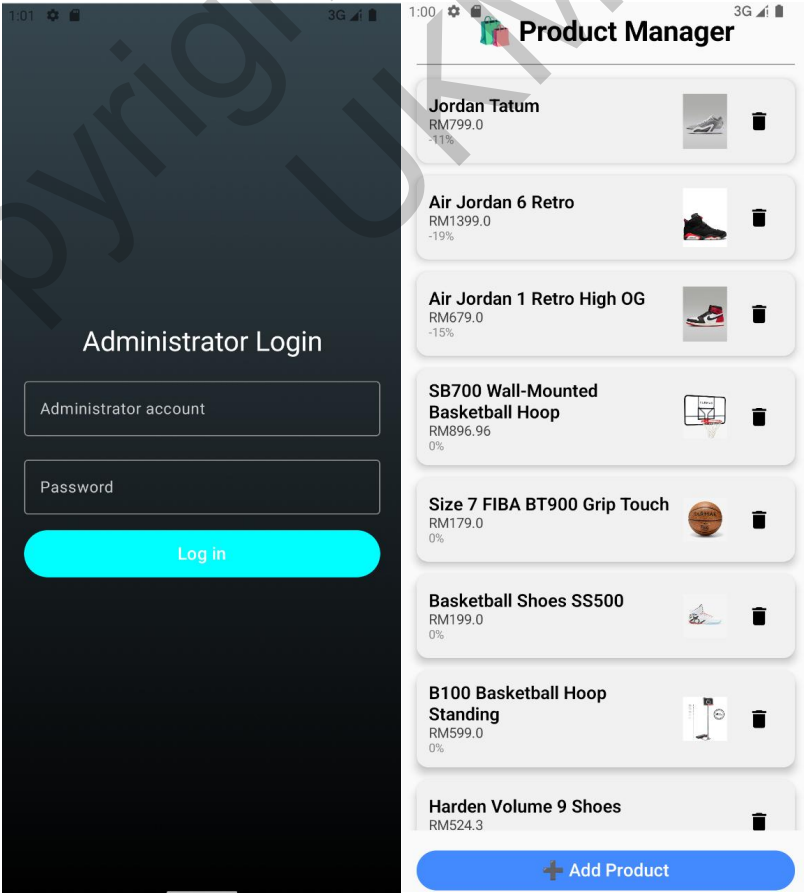 1:01
3G
Administrator Login
Administrator account
Password
Log in
1:00
3G
Product Manager
Jordan Tatum
RM799.0
-11%
Air Jordan 6 Retro
RM1399.0
-19%
Air Jordan 1 Retro High OG
RM679.0
-15%
SB700 Wall-Mounted
Basketball Hoop
RM896.96
0%
Size 7 FIBA BT900 Grip Touch
RM179.0
0%
Basketball Shoes SS500
RM199.0
0%
B100 Basketball Hoop
Standing
RM599.0
0%
Harden Volume 9 Shoes
RM524.3
Add Product
pyrigh
UKM